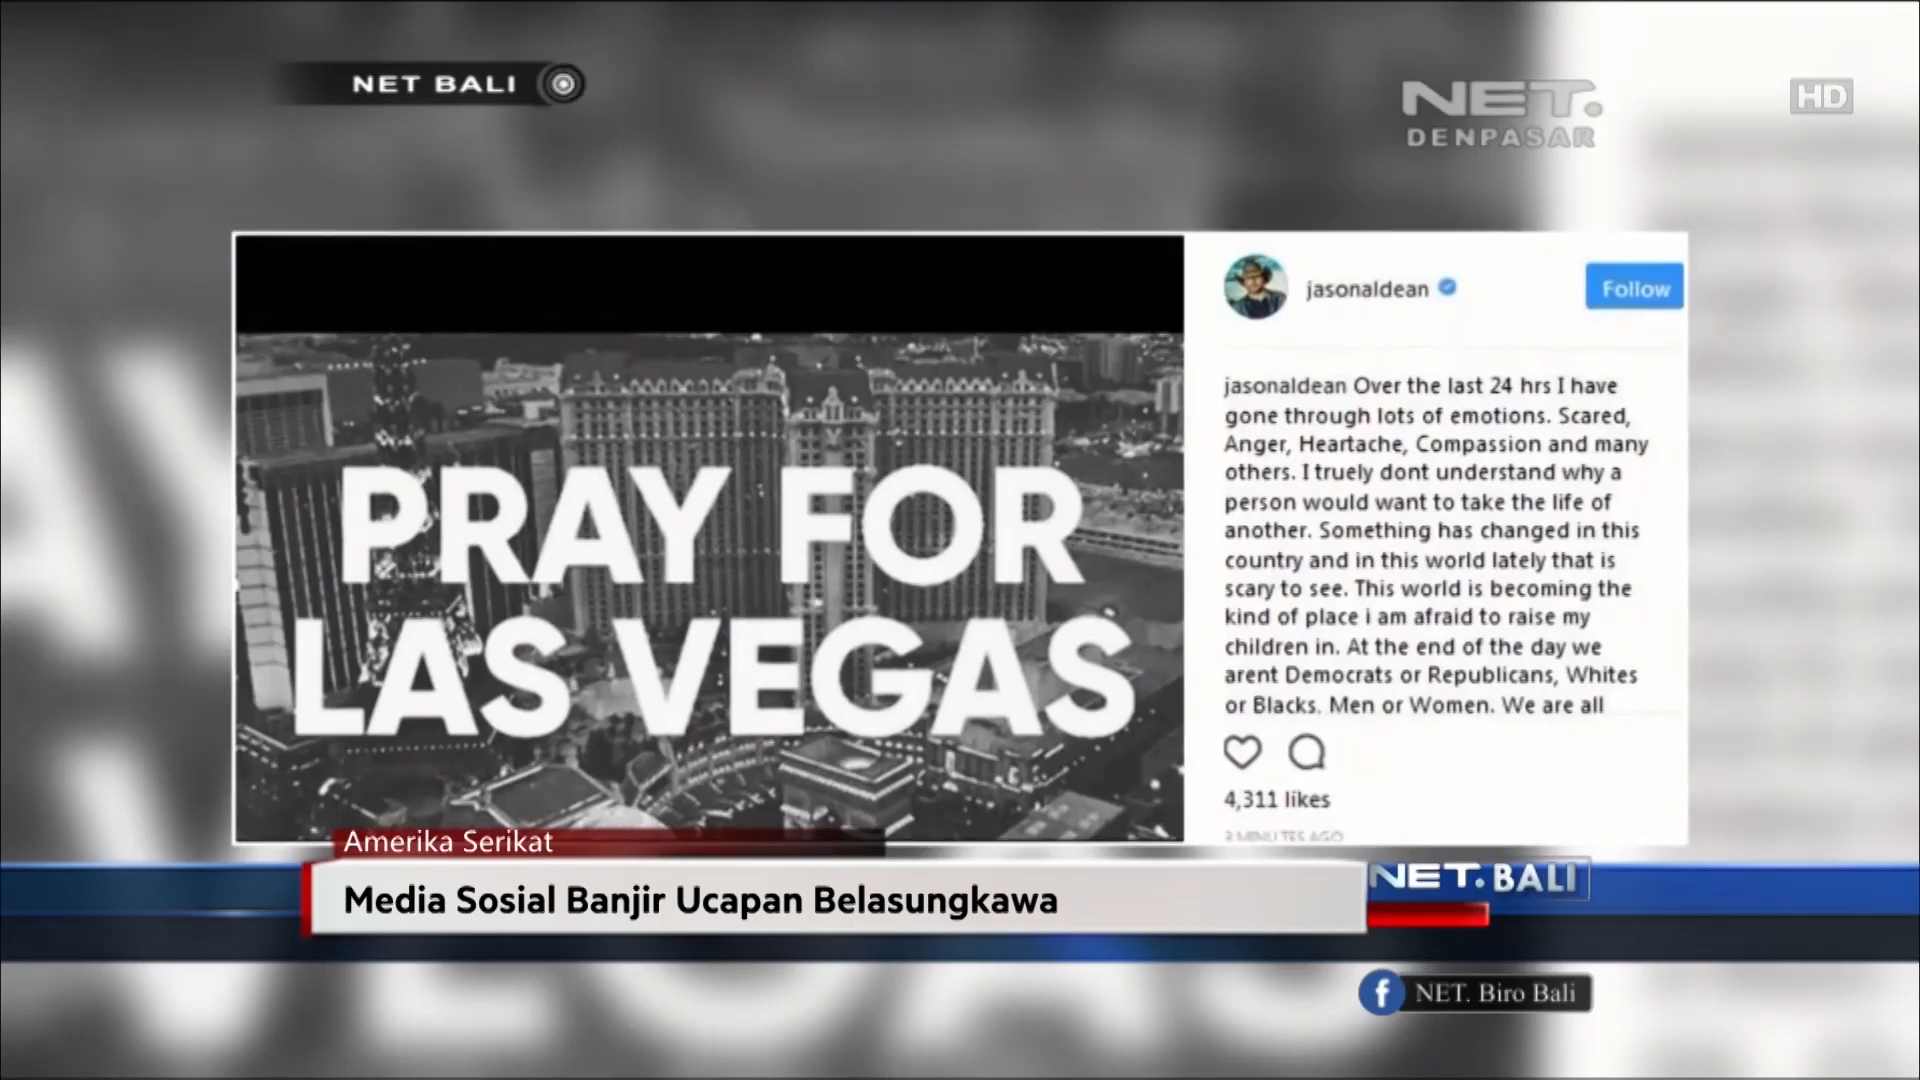 NET BALI
NET.
DENPASAR
HD
jasonaldean
Follow
PRAY FOR
LAS VEGAS
jasonaldean Over the last 24 hrs I have
gone through lots of emotions. Scared,
Anger, Heartache, Compassion and many
others. I truely dont understand why a
person would want to take the life of
another. Something has changed in this
country and in this world lately that is
scary to see. This world is becoming the
kind of place i am afraid to raise my
children in. At the end of the day we
arent Democrats or Republicans, Whites
or Blacks. Men or Women. We are all
4,311 likes
MINUTES AGO
Amerika Serikat
Media Sosial Banjir Ucapan Belasungkawa
NET. BALI
NET. Biro Bali